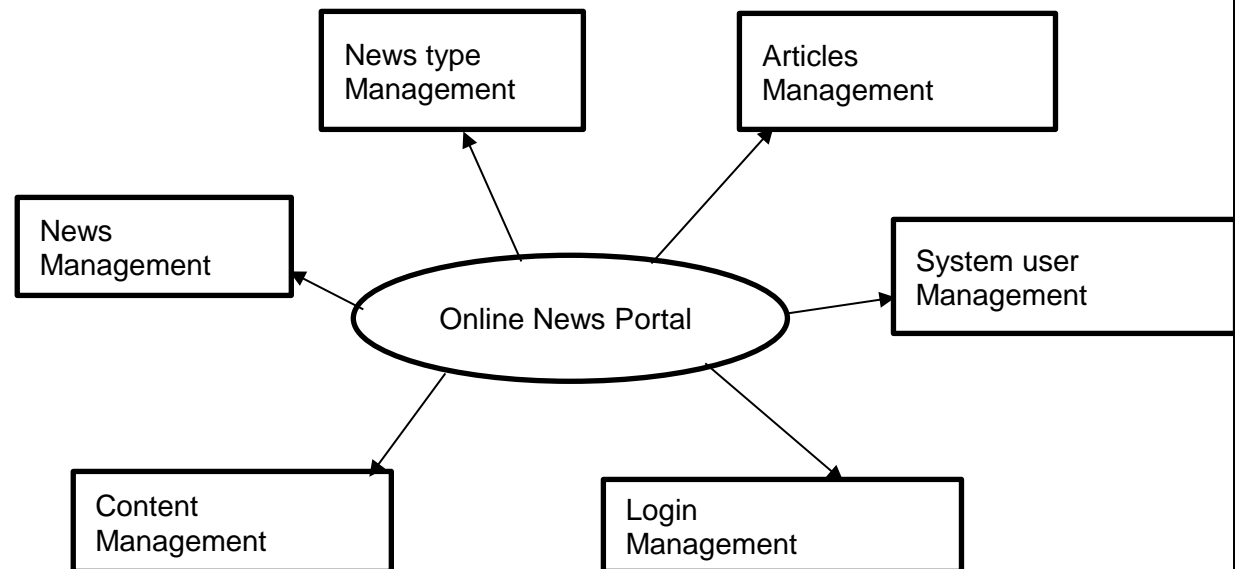 News type
Management
Articles
Management
News
Management
System user
Management
Online News Portal
Content
Management
Login
Management